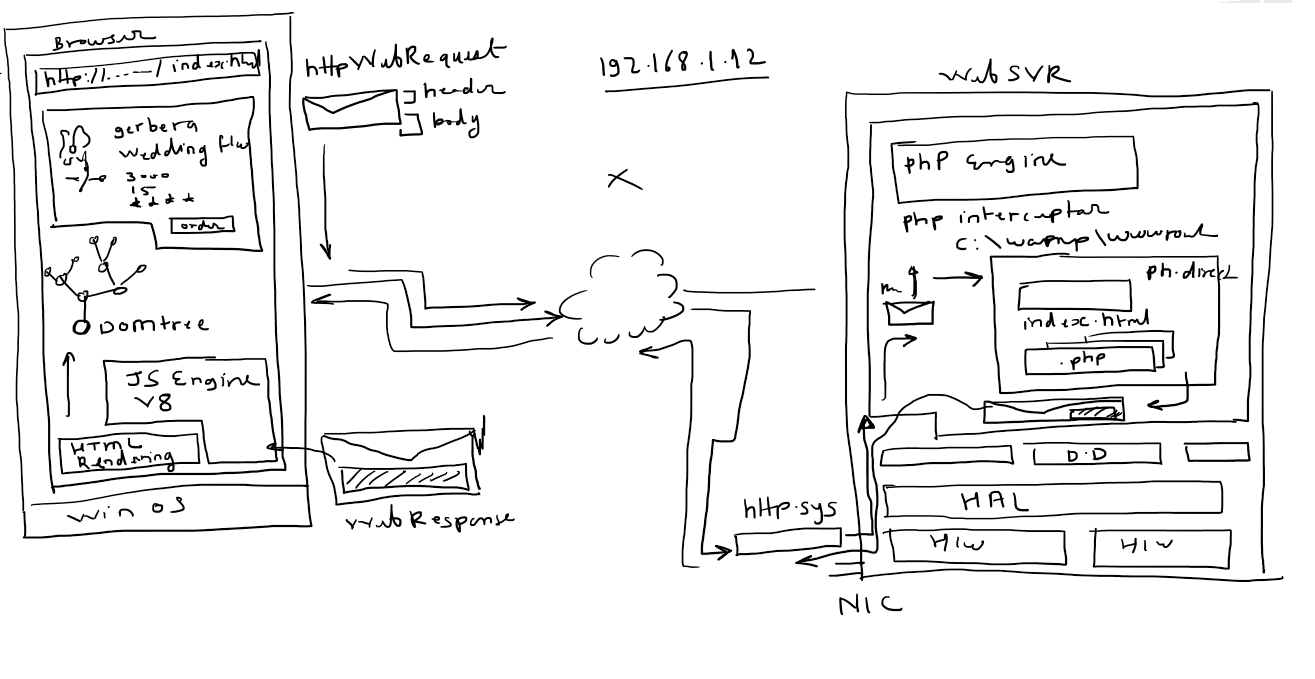 Browser
http://.---/ index.html
gerbera
wedding flw
3000
15
****
order
DOMtree
JS Engine
V8
HTML
Rendering
Win OS
httpWebRequest
header
body
192.168.1.12
WebResponse
http.sys
NIC
WebSVR
PhP Engine
php interceptar
C:\wamp\wwwroot
ph.direct
index.html
.php
D.D
HAL
H/W
H/W